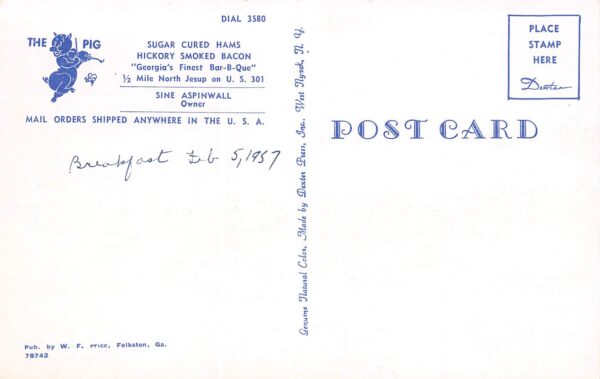 DIAL 3580
THE PIG
SUGAR CURED HAMS
HICKORY SMOKED BACON
"Georgia's Finest Bar-B-Que"
½ Mile North Jesup on U. S. 301
SINE ASPINWALL
Owner
MAIL ORDERS SHIPPED ANYWHERE IN THE U. S. A.
Breakfast Feb 5, 1957
Pub. by W. F. Price, Folkston, Ga.
78742
Genuine Natural Color. Made by Dexter Press, Inc. West Nyack, N. Y.
PLACE
STAMP
HERE
Dexter
POST CARD